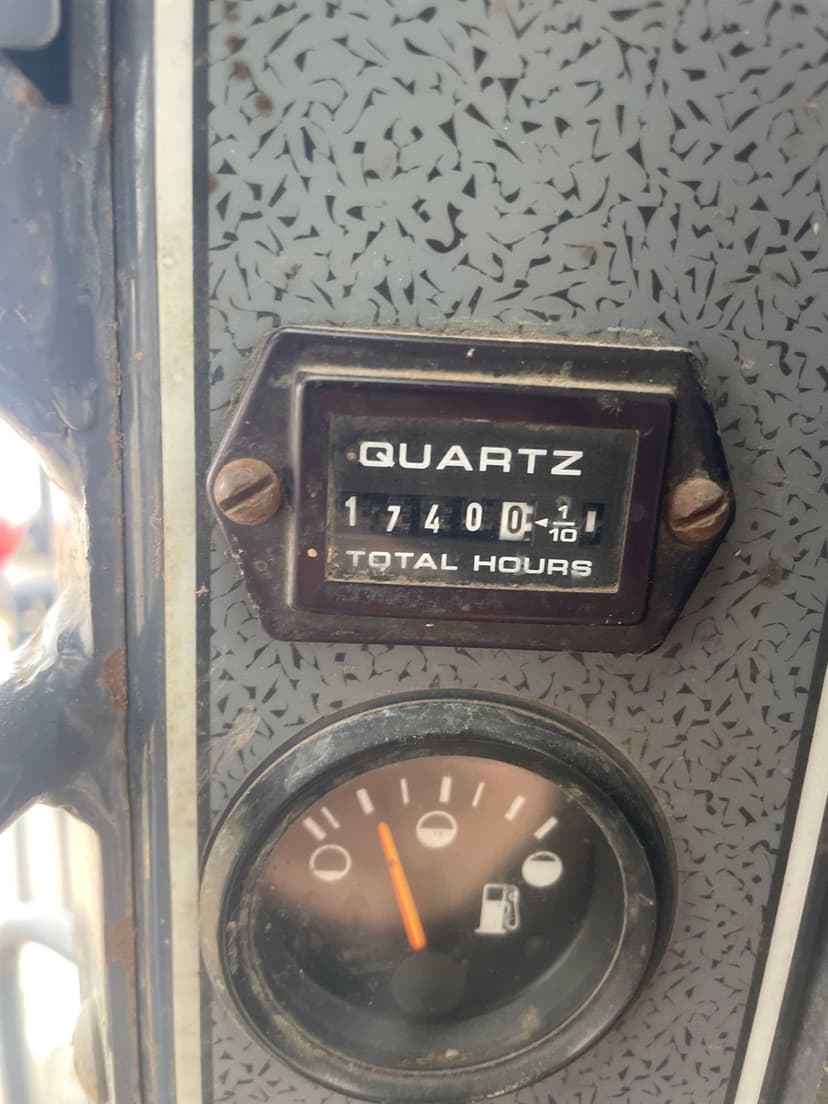 QUARTZ
17400 ◄ 1/10
TOTAL HOURS